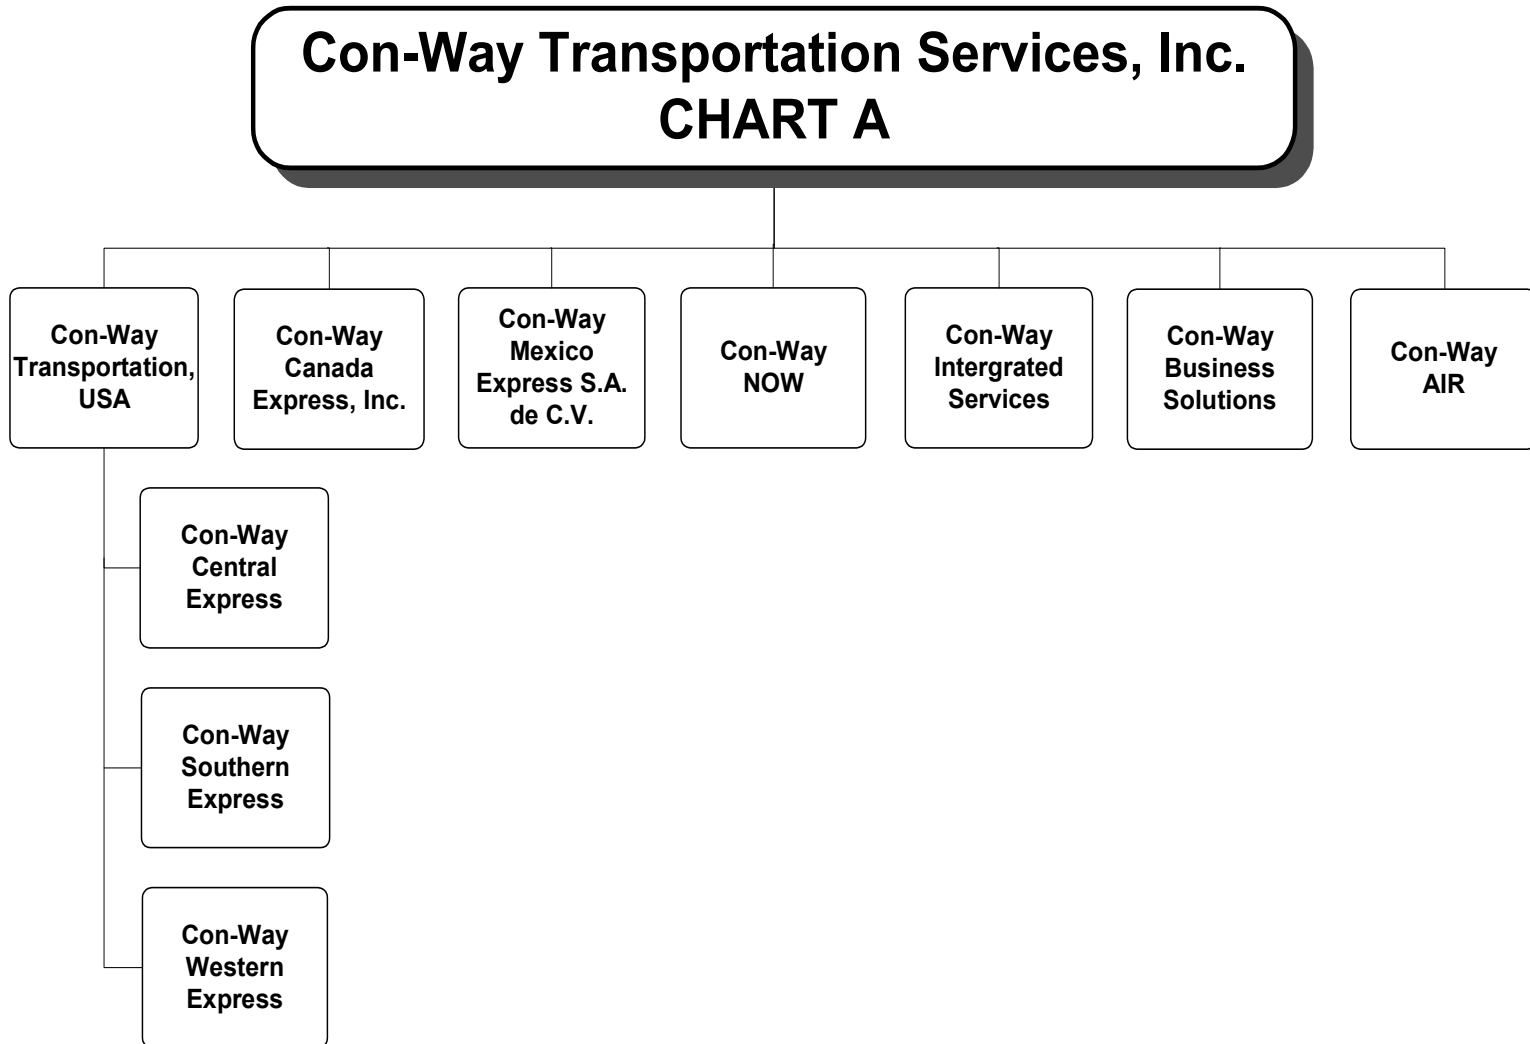 Con-Way Transportation Services, Inc.
CHART A
Con-Way
Transportation,
USA
Con-Way
Canada
Express, Inc.
Con-Way
Mexico
Express S.A.
de C.V.
Con-Way
NOW
Con-Way
Intergrated
Services
Con-Way
Business
Solutions
Con-Way
AIR
Con-Way
Central
Express
Con-Way
Southern
Express
Con-Way
Western
Express